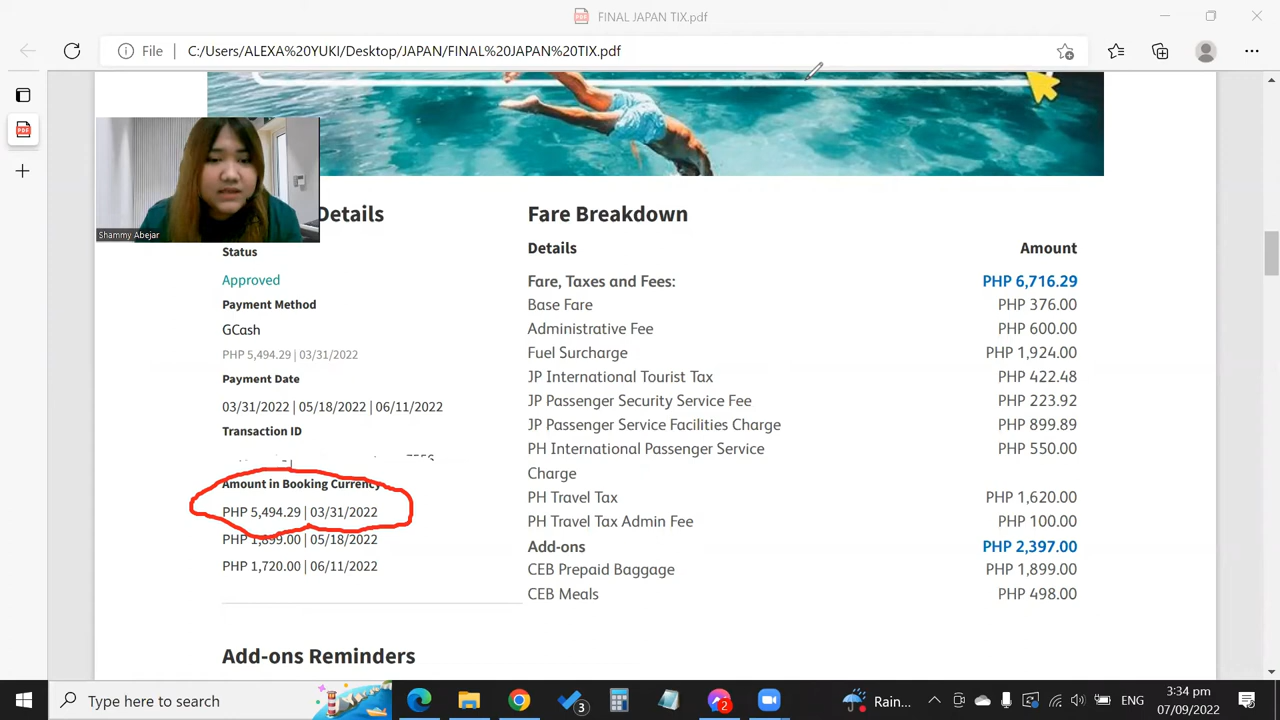 FINAL JAPAN TIX.pdf
File C:/Users/ALEXA%20YUKI/Desktop/JAPAN/FINAL%20JAPAN%20TIX.pdf
Shammy Abejar
Details
Status
Approved
Payment Method
GCash
PHP 5,494.29 | 03/31/2022
Payment Date
03/31/2022 | 05/18/2022 | 06/11/2022
Transaction ID
Amount in Booking Currency
PHP 5,494.29 | 03/31/2022
PHP 1,899.00 | 05/18/2022
PHP 1,720.00 | 06/11/2022
Fare Breakdown
Details Amount
Fare, Taxes and Fees: PHP 6,716.29
Base Fare PHP 376.00
Administrative Fee PHP 600.00
Fuel Surcharge PHP 1,924.00
JP International Tourist Tax PHP 422.48
JP Passenger Security Service Fee PHP 223.92
JP Passenger Service Facilities Charge PHP 899.89
PH International Passenger Service PHP 550.00
Charge
PH Travel Tax PHP 1,620.00
PH Travel Tax Admin Fee PHP 100.00
Add-ons PHP 2,397.00
CEB Prepaid Baggage PHP 1,899.00
CEB Meals PHP 498.00
Add-ons Reminders
Type here to search
3
2
Rain...
ENG
3:34 pm
07/09/2022
2